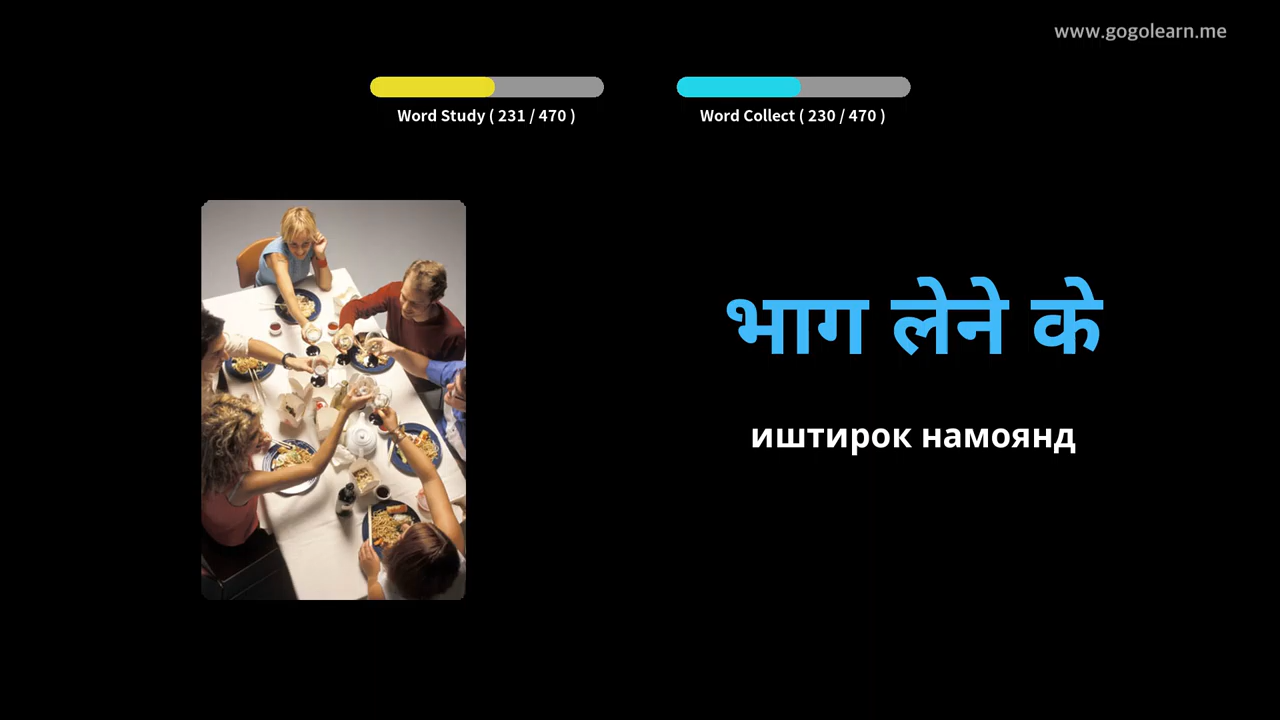 www.gogolearn.me
Word Study ( 231 / 470 )
Word Collect ( 230 / 470 )
भाग लेने के
иштирок намоянд